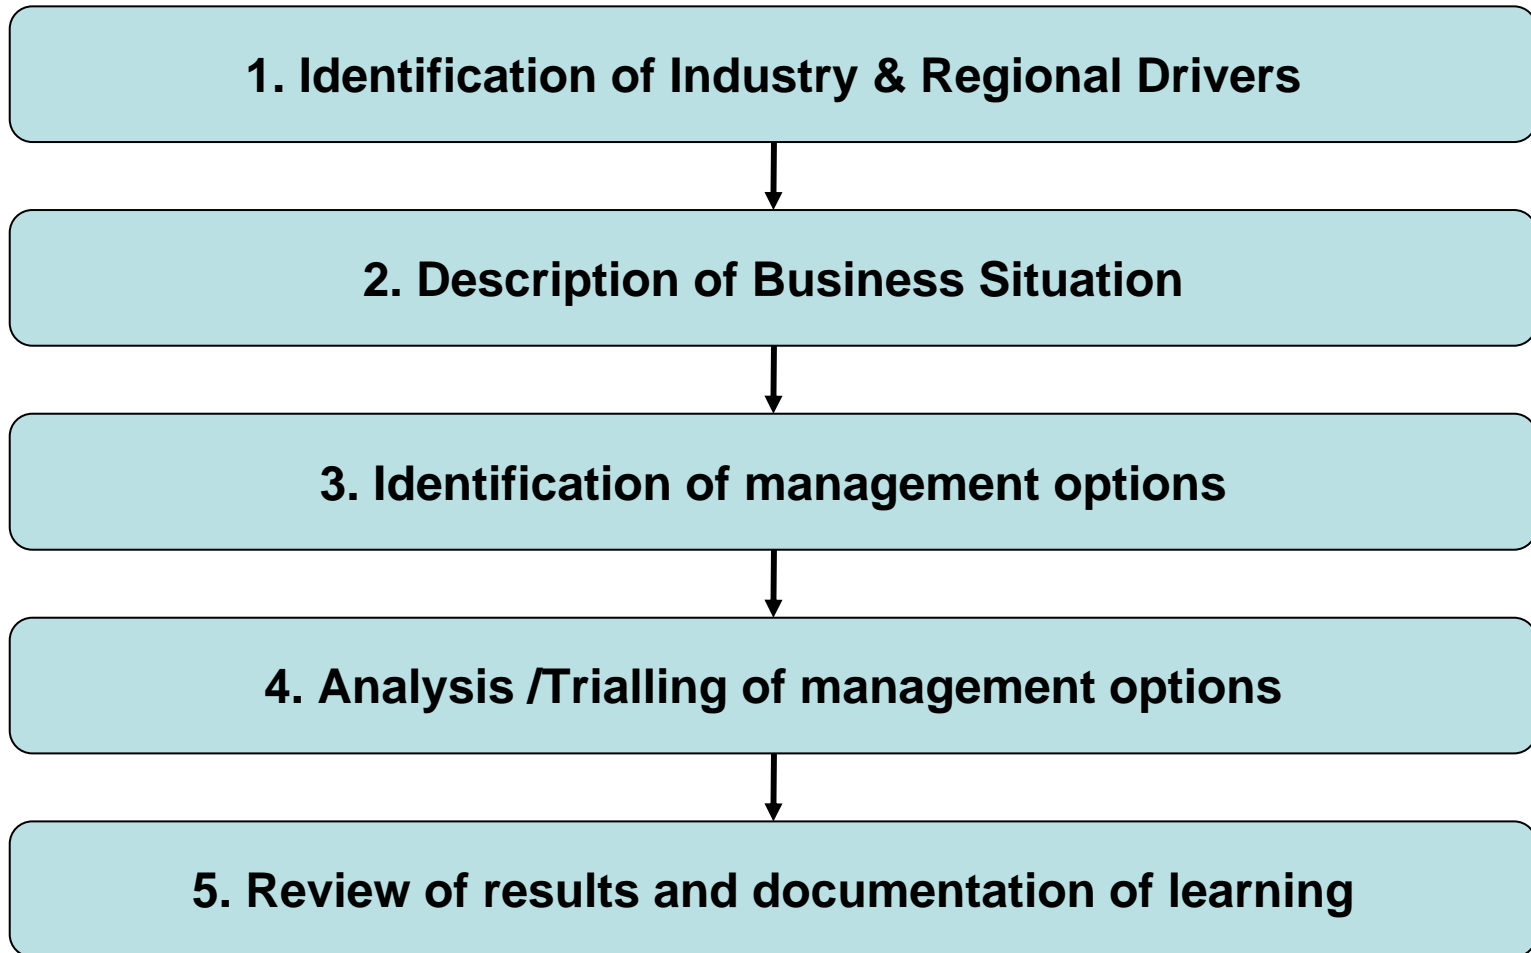 1. Identification of Industry & Regional Drivers
2. Description of Business Situation
3. Identification of management options
4. Analysis /Trialling of management options
5. Review of results and documentation of learning